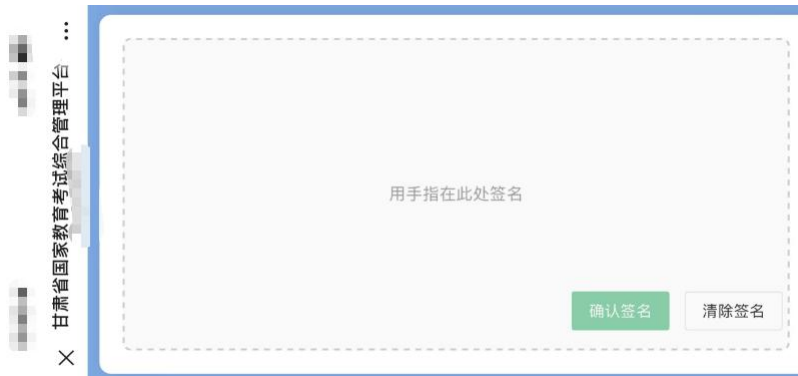 甘肃省国家教育考试综合管理平台
用手指在此处签名
确认签名
清除签名